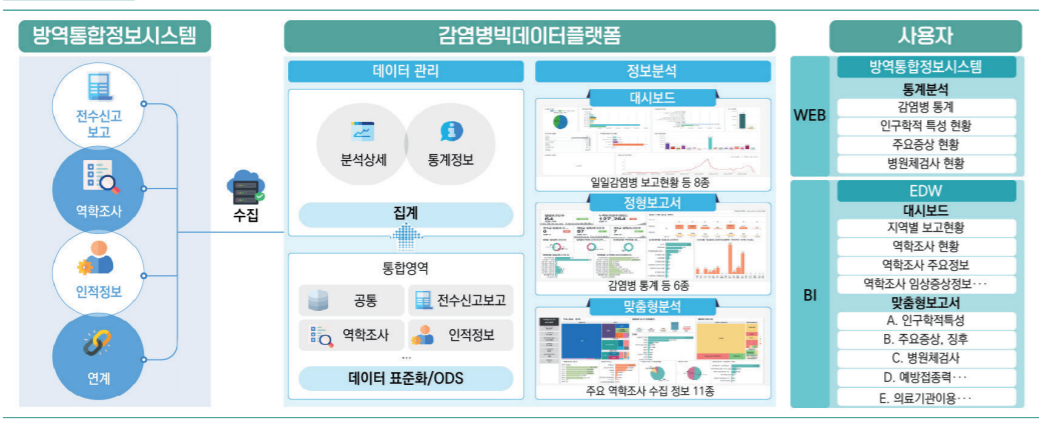 방역통합정보시스템
전수신고
보고
역학조사
인적정보
연계
수집
감염병빅데이터플랫폼
데이터 관리
분석상세
통계정보
집계
통합영역
공통
전수신고보고
역학조사
인적정보
...
데이터 표준화/ODS
정보분석
대시보드
일일감염병 보고현황 등 8종
정형보고서
감염병 통계 등 6종
맞춤형분석
주요 역학조사 수집 정보 11종
사용자
WEB
방역통합정보시스템
통계분석
감염병 통계
인구학적 특성 현황
주요증상 현황
병원체검사 현황
BI
EDW
대시보드
지역별 보고현황
역학조사 현황
역학조사 주요정보
역학조사 임상증상정보···
맞춤형보고서
A. 인구학적특성
B. 주요증상, 징후
C. 병원체검사
D. 예방접종력···
E. 의료기관이용···